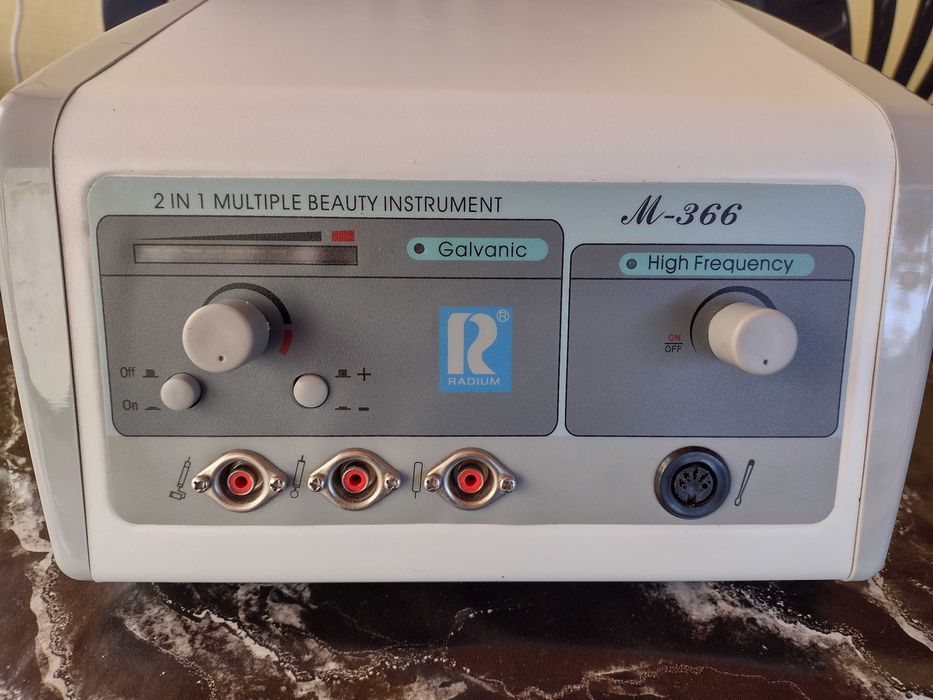 2 IN 1 MULTIPLE BEAUTY INSTRUMENT
M-366
Galvanic
High Frequency
R®
RADIUM
ON
OFF
Off
+
On
-